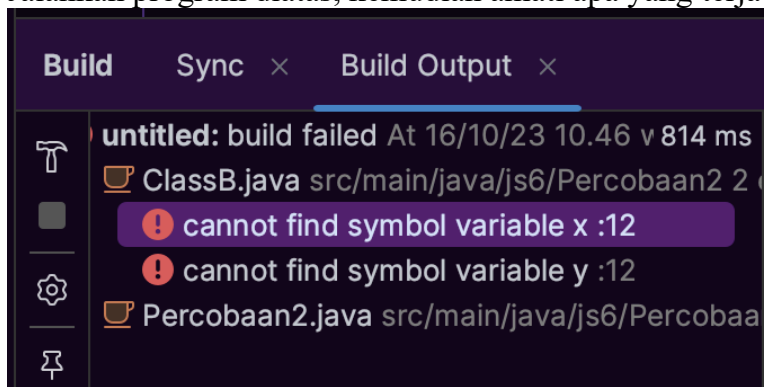 Build Sync × Build Output ×
untitled: build failed At 16/10/23 10.46 814 ms
ClassB.java src/main/java/js6/Percobaan2 2
cannot find symbol variable x :12
cannot find symbol variable y :12
Percobaan2.java src/main/java/js6/Percobaa